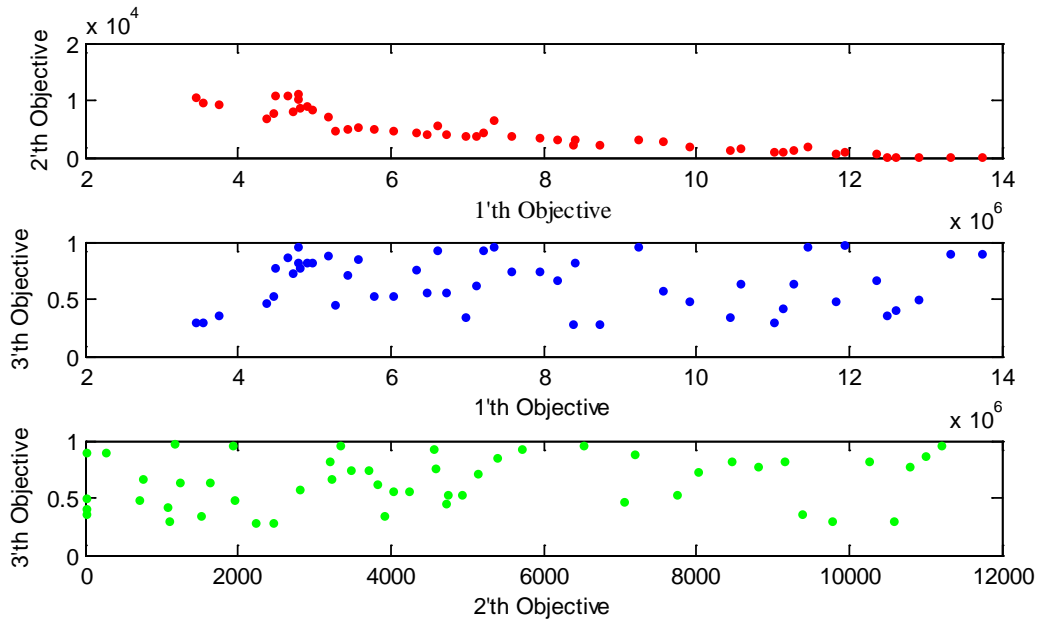 x 10^4
2
1
0
2'th Objective
2 4 6 8 10 12 14
1'th Objective
x 10^6
1
0.5
0
3'th Objective
2 4 6 8 10 12 14
1'th Objective
x 10^6
1
0.5
0
3'th Objective
0 2000 4000 6000 8000 10000 12000
2'th Objective